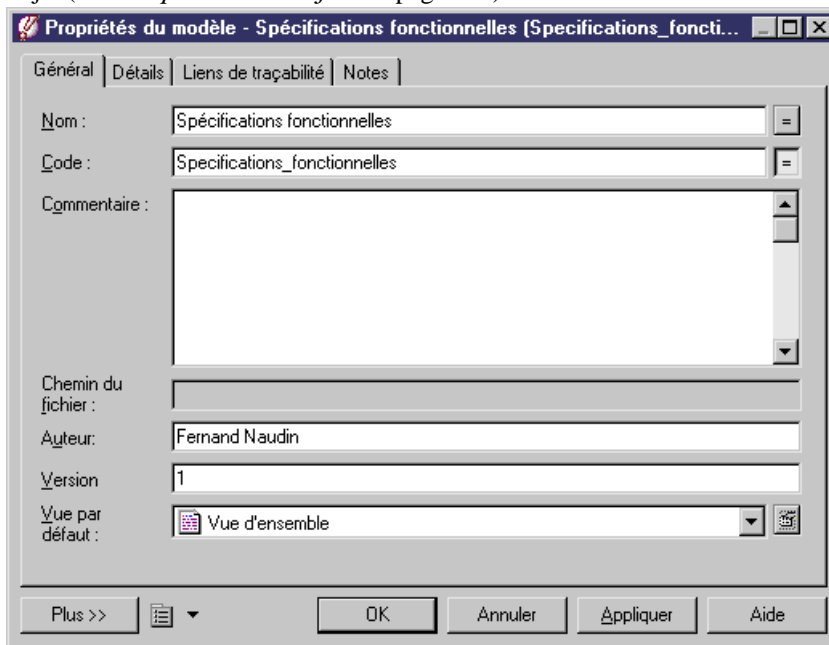 Propriétés du modèle - Spécifications fonctionnelles (Specifications_foncti...
Général Détails Liens de traçabilité Notes
Nom : Spécifications fonctionnelles =
Code : Specifications_fonctionnelles =
Commentaire :
Chemin du
fichier :
Auteur: Fernand Naudin
Version 1
Vue par
défaut : Vue d'ensemble
Plus >> OK Annuler Appliquer Aide